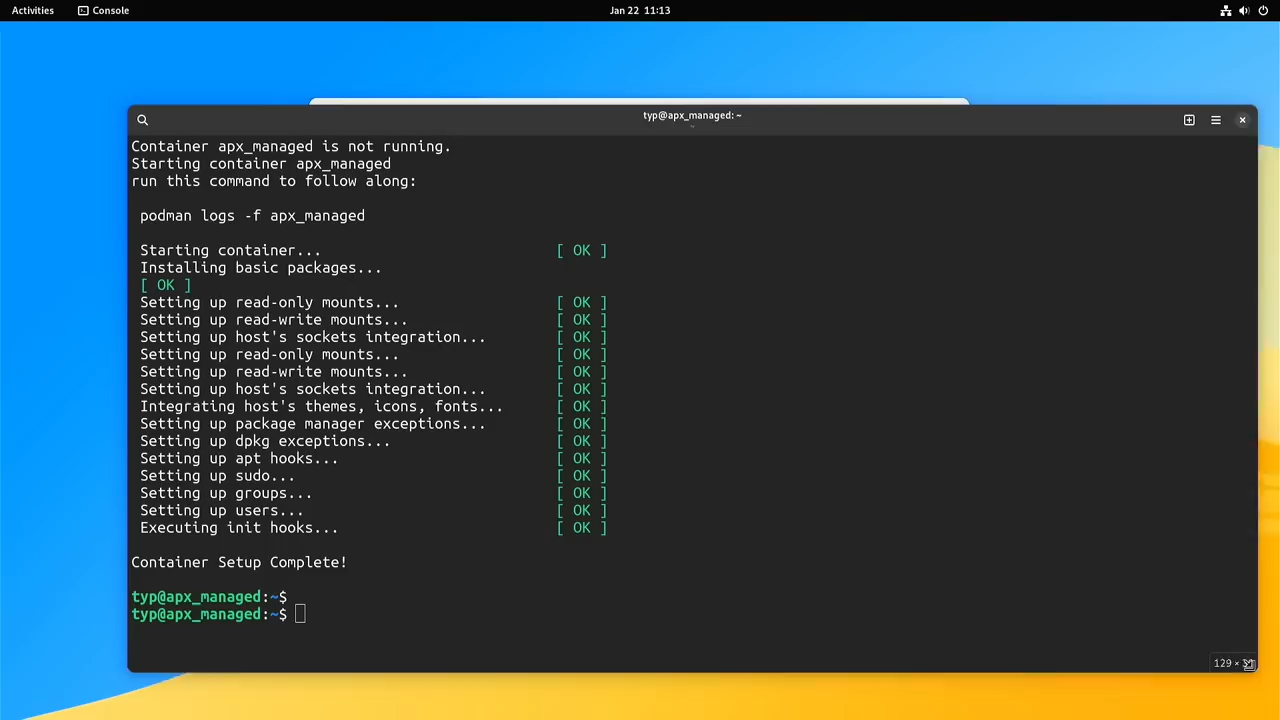 Activities
Console
Jan 22 11:13
typ@apx_managed: ~
Container apx_managed is not running.
Starting container apx_managed
run this command to follow along:
podman logs -f apx_managed
Starting container... [ OK ]
Installing basic packages...
[ OK ]
Setting up read-only mounts... [ OK ]
Setting up read-write mounts... [ OK ]
Setting up host's sockets integration... [ OK ]
Setting up read-only mounts... [ OK ]
Setting up read-write mounts... [ OK ]
Setting up host's sockets integration... [ OK ]
Integrating host's themes, icons, fonts... [ OK ]
Setting up package manager exceptions... [ OK ]
Setting up dpkg exceptions... [ OK ]
Setting up apt hooks... [ OK ]
Setting up sudo... [ OK ]
Setting up groups... [ OK ]
Setting up users... [ OK ]
Executing init hooks... [ OK ]
Container Setup Complete!
typ@apx_managed:~$
typ@apx_managed:~$
129 ×